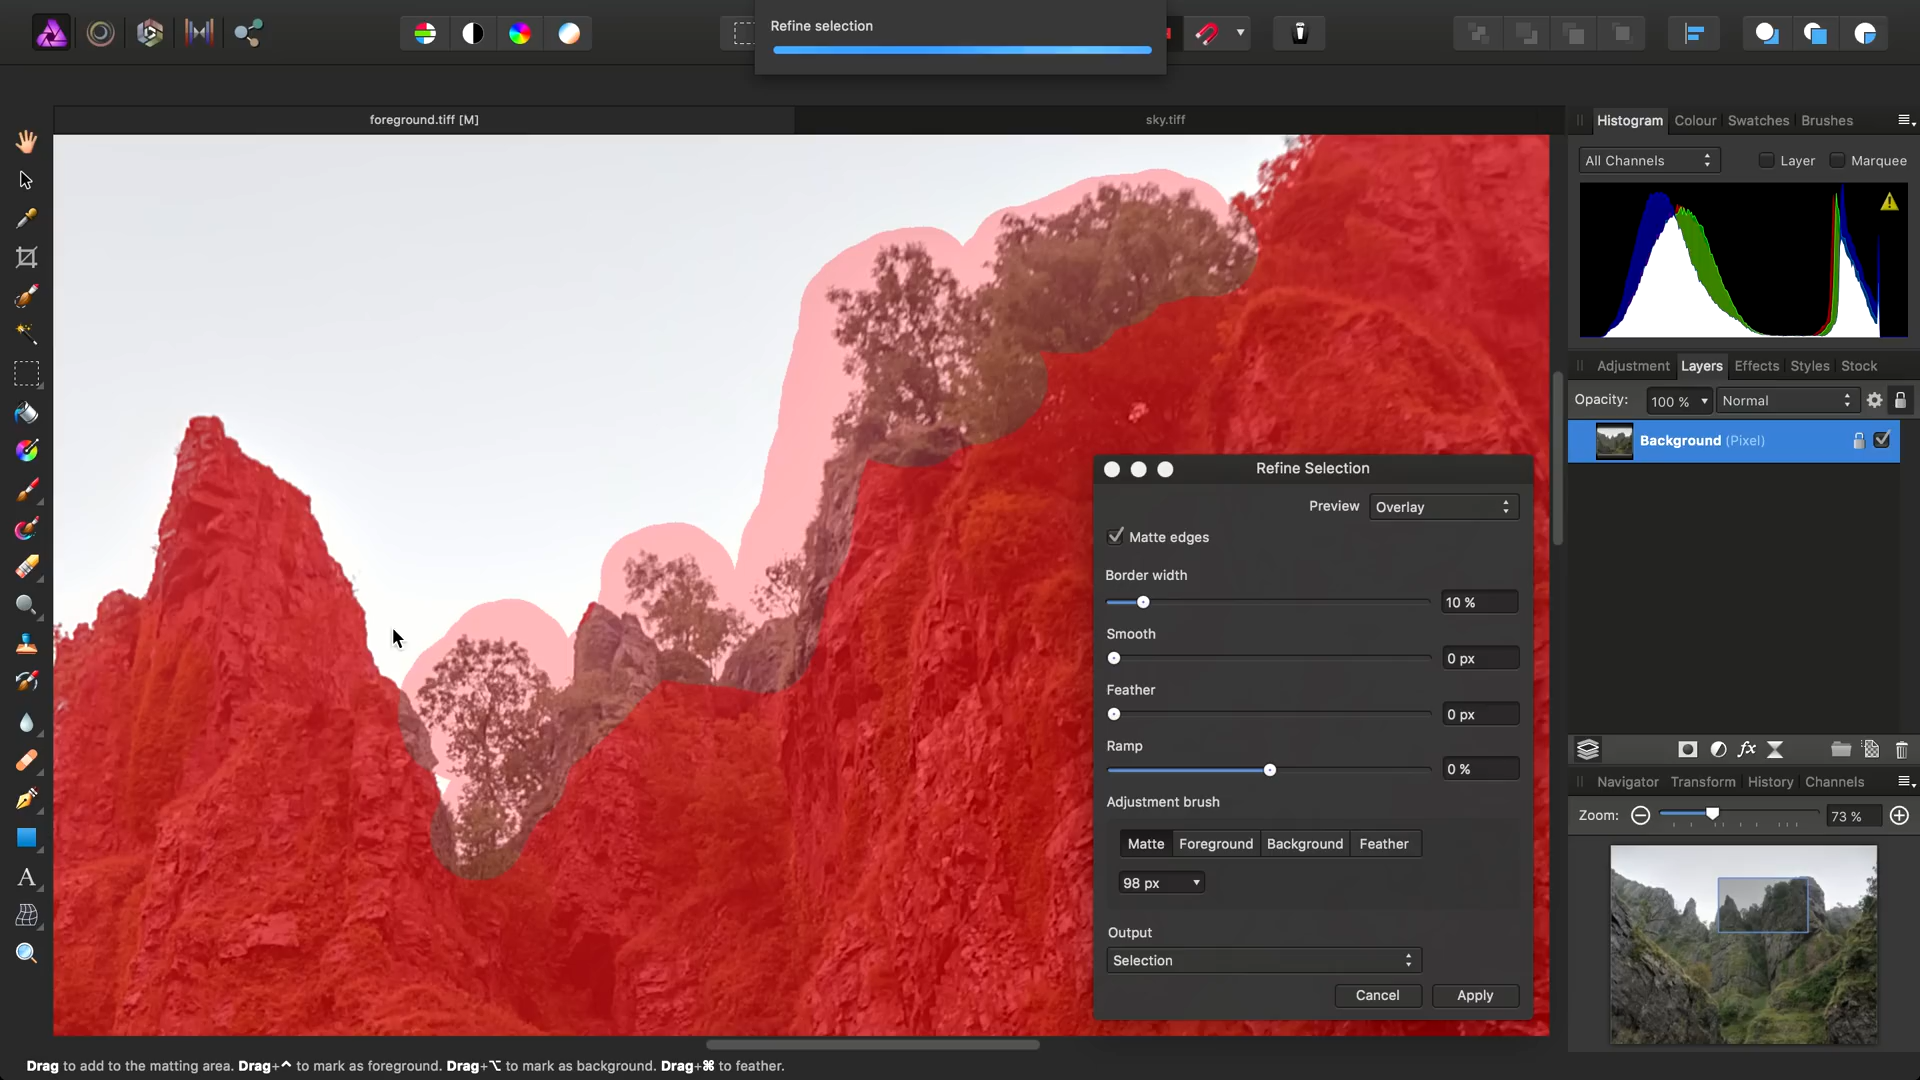 Refine selection
foreground.tiff [M]
sky.tiff
Histogram Colour Swatches Brushes
All Channels
Layer
Marquee
Adjustment Layers Effects Styles Stock
Opacity: 100 % Normal
Background (Pixel)
Refine Selection
Preview Overlay
Matte edges
Border width
10 %
Smooth
0 px
Feather
0 px
Ramp
0 %
Adjustment brush
Matte Foreground Background Feather
98 px
Output
Selection
Cancel Apply
fx
Navigator Transform History Channels
Zoom: 73 %
A
Drag to add to the matting area. Drag+⌃ to mark as foreground. Drag+⌥ to mark as background. Drag+⌘ to feather.